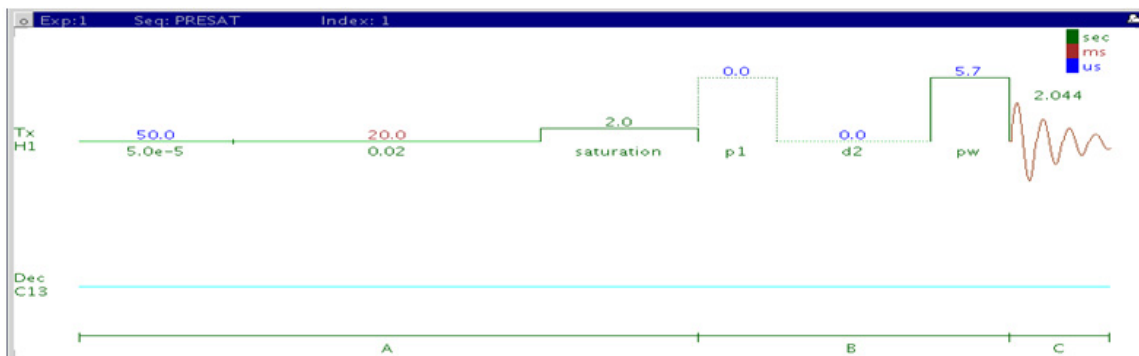 Exp:1 Seq: PRESAT Index: 1
sec
ms
us
0.0 5.7
2.044
Tx 50.0 20.0 2.0 0.0
H1 5.0e-5 0.02 saturation p1 d2 pw
Dec
C13
A B C